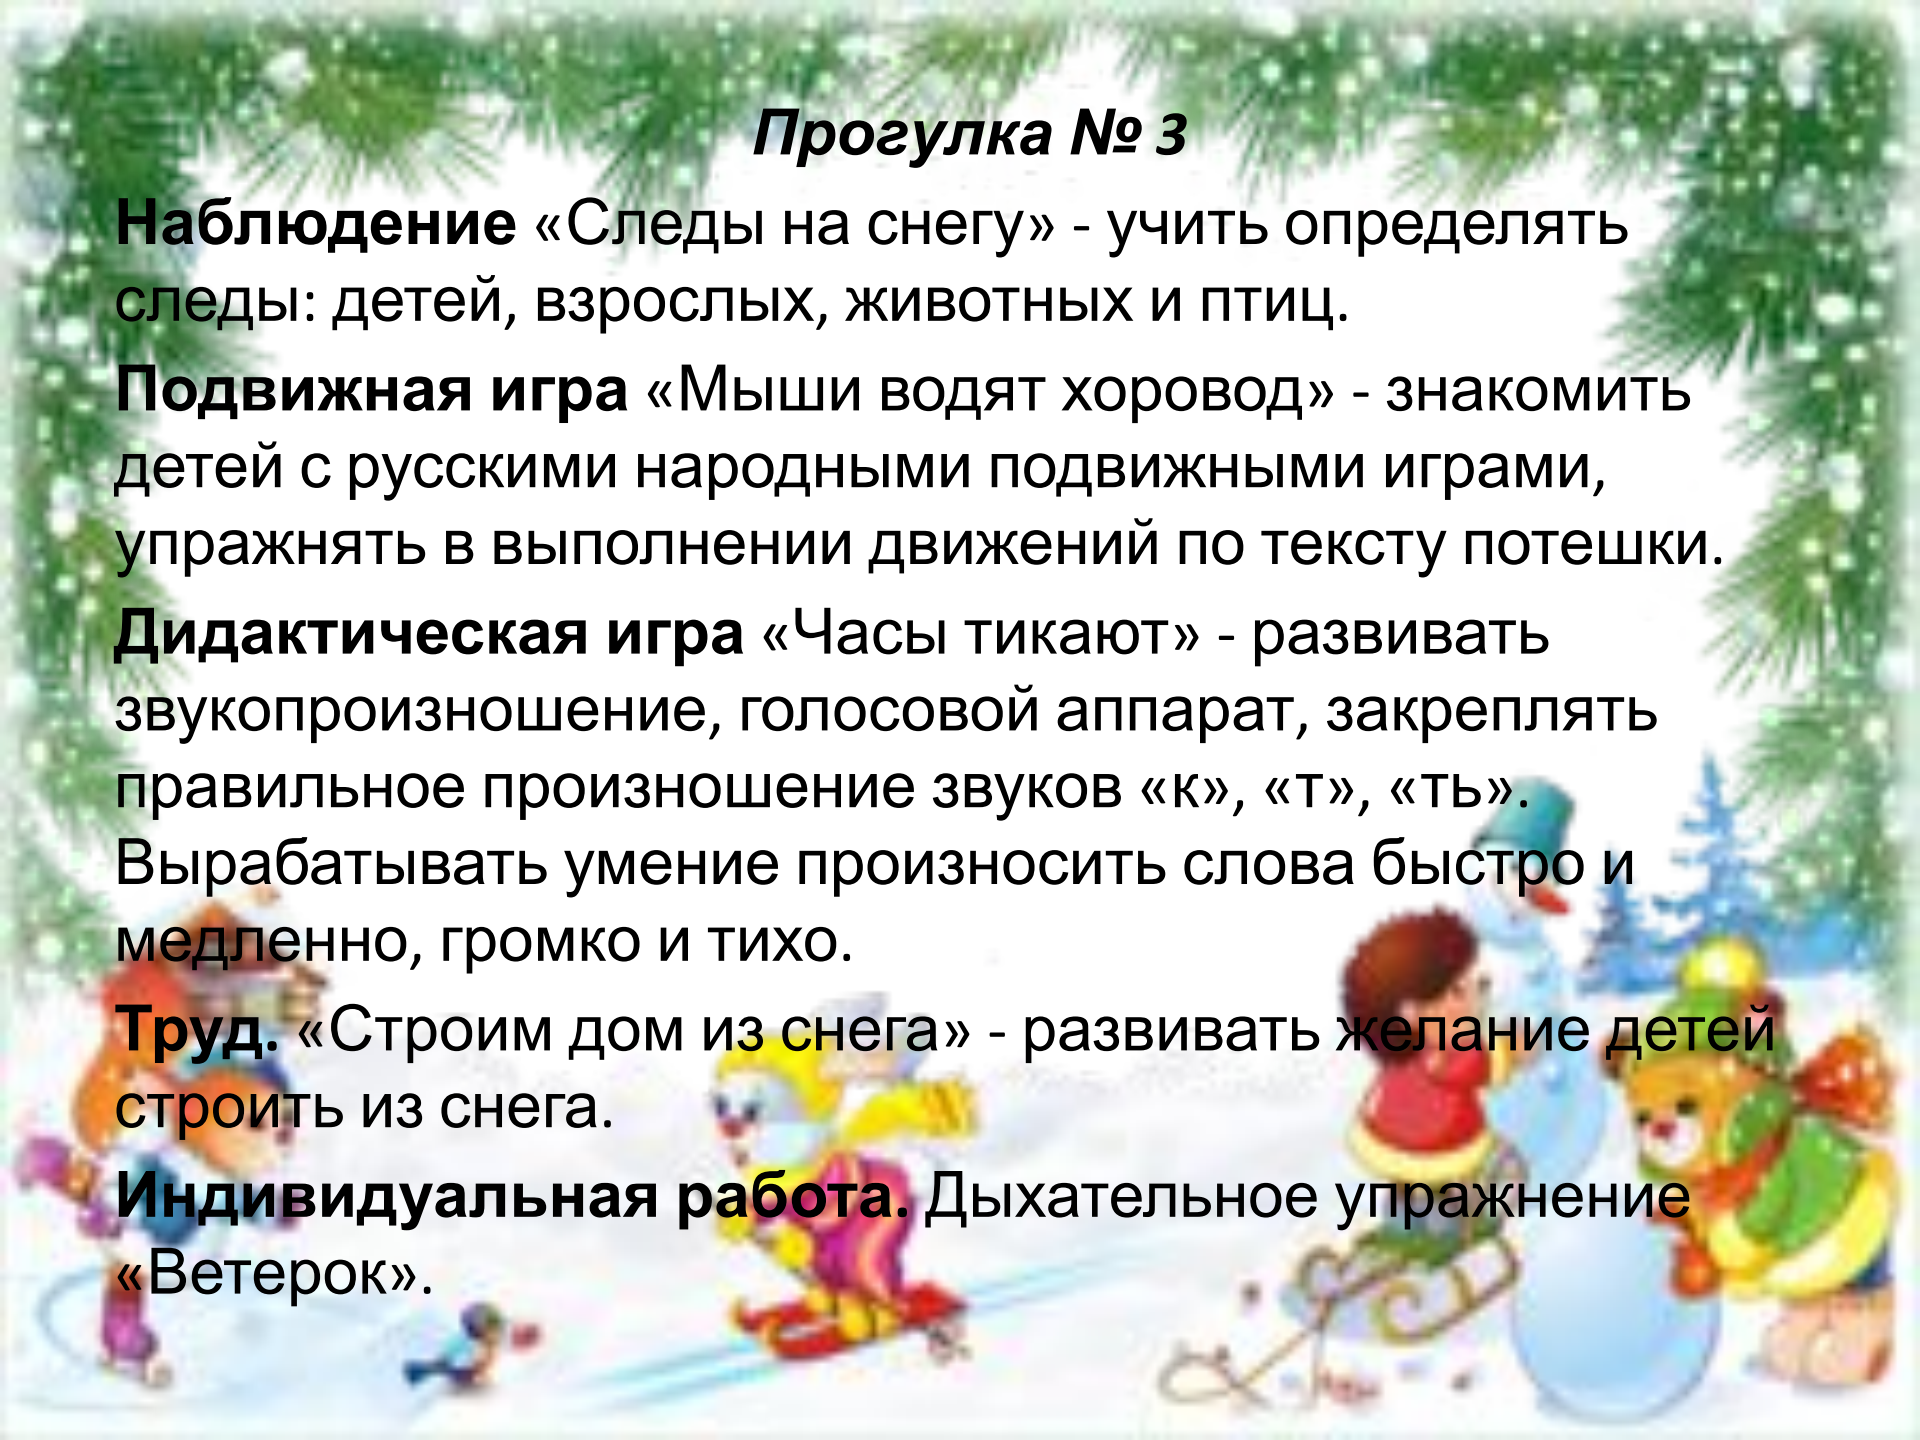 Прогулка № 3
Наблюдение «Следы на снегу» - учить определять
следы: детей, взрослых, животных и птиц.
Подвижная игра «Мыши водят хоровод» - знакомить
детей с русскими народными подвижными играми,
упражнять в выполнении движений по тексту потешки.
Дидактическая игра «Часы тикают» - развивать
звукопроизношение, голосовой аппарат, закреплять
правильное произношение звуков «к», «т», «ть».
Вырабатывать умение произносить слова быстро и
медленно, громко и тихо.
Труд. «Строим дом из снега» - развивать желание детей
строить из снега.
Индивидуальная работа. Дыхательное упражнение
«Ветерок».